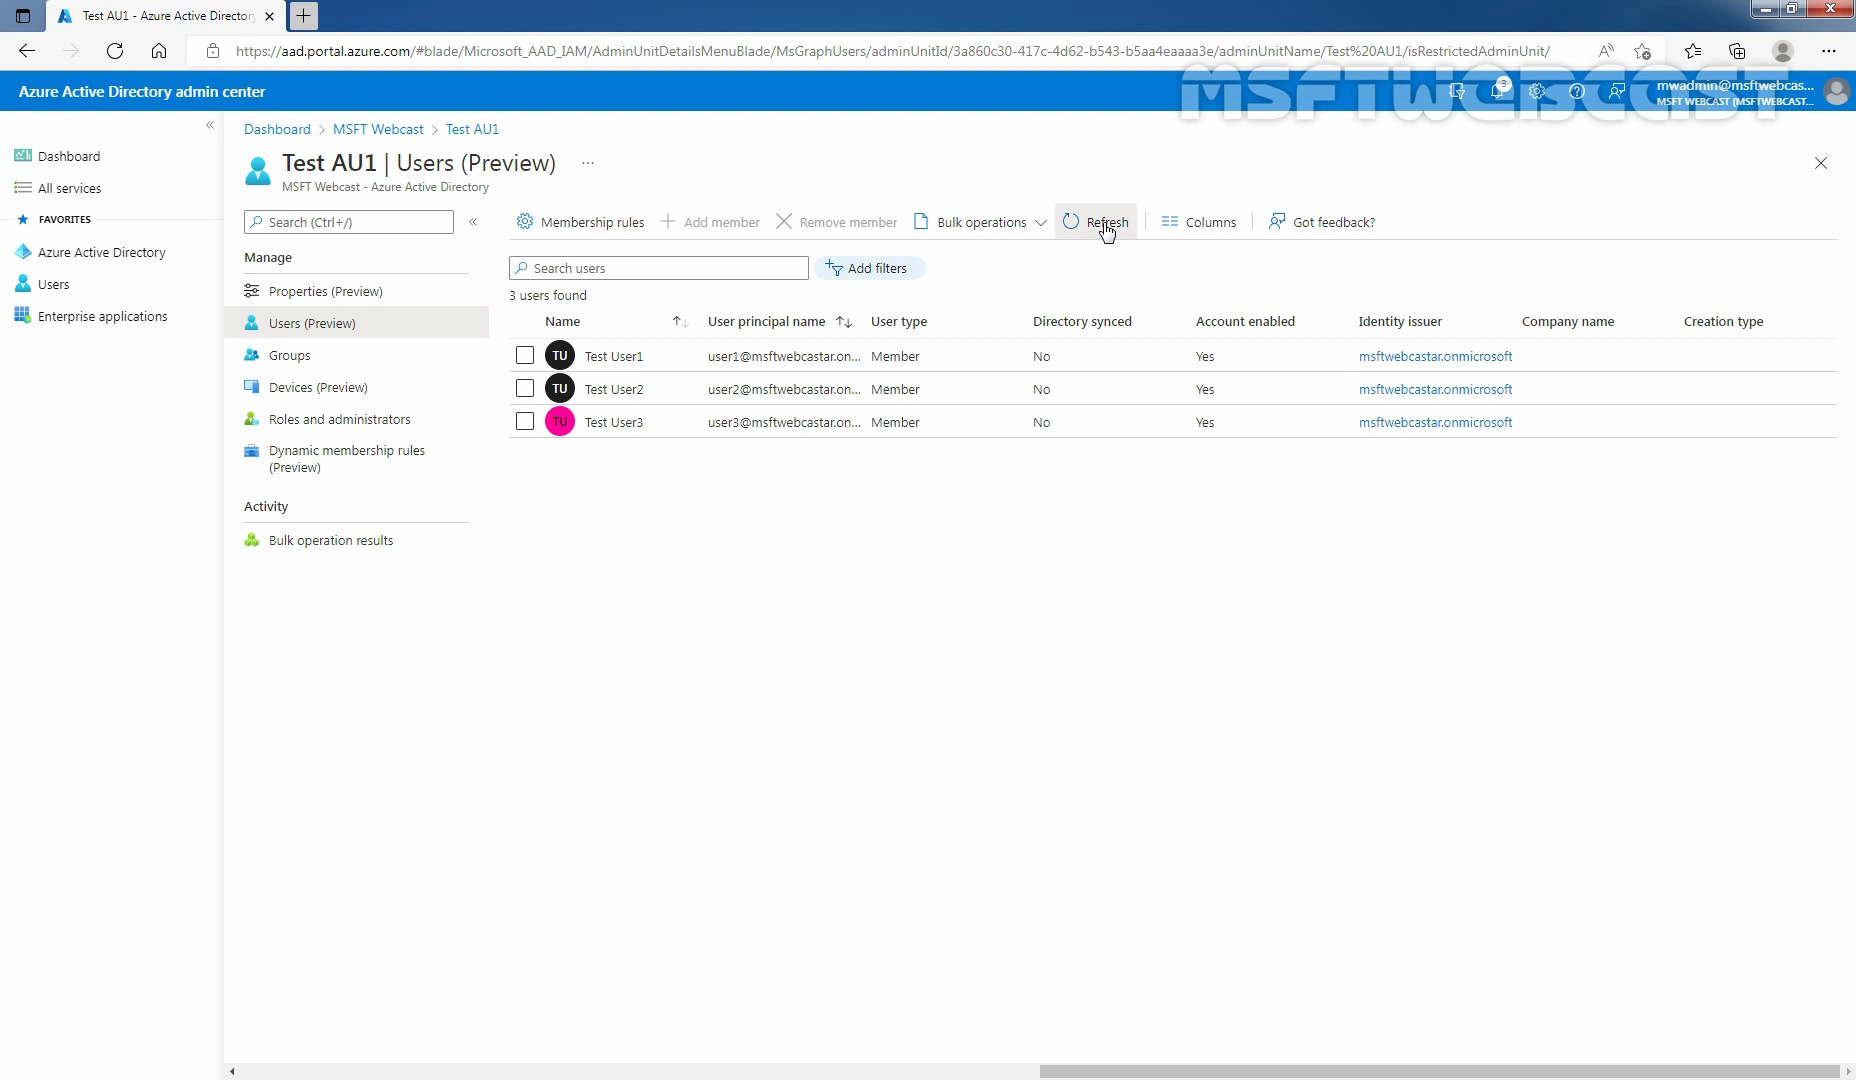 Test AU1 - Azure Active Directory
https://aad.portal.azure.com/#blade/Microsoft_AAD_IAM/AdminUnitDetailsMenuBlade/MsGraphUsers/adminUnitId/3a860c30-417c-4d62-b543-b5aa4eaaaa3e/adminUnitName/Test%20AU1/isRestrictedAdminUnit/
MSFTWEBCAST
Azure Active Directory admin center
3
mwadmin@msftwebcas...
MSFT WEBCAST (MSFTWEBCAST...
Dashboard > MSFT Webcast > Test AU1
Test AU1 | Users (Preview) ...
MSFT Webcast - Azure Active Directory
Dashboard
All services
FAVORITES
Azure Active Directory
Users
Enterprise applications
Search (Ctrl+/)
Manage
Properties (Preview)
Users (Preview)
Groups
Devices (Preview)
Roles and administrators
Dynamic membership rules
(Preview)
Activity
Bulk operation results
Membership rules Add member Remove member Bulk operations Refresh Columns Got feedback?
Search users Add filters
3 users found
Name User principal name User type Directory synced Account enabled Identity issuer Company name Creation type
TU Test User1 user1@msftwebcastar.on... Member No Yes msftwebcastar.onmicrosoft
TU Test User2 user2@msftwebcastar.on... Member No Yes msftwebcastar.onmicrosoft
TU Test User3 user3@msftwebcastar.on... Member No Yes msftwebcastar.onmicrosoft